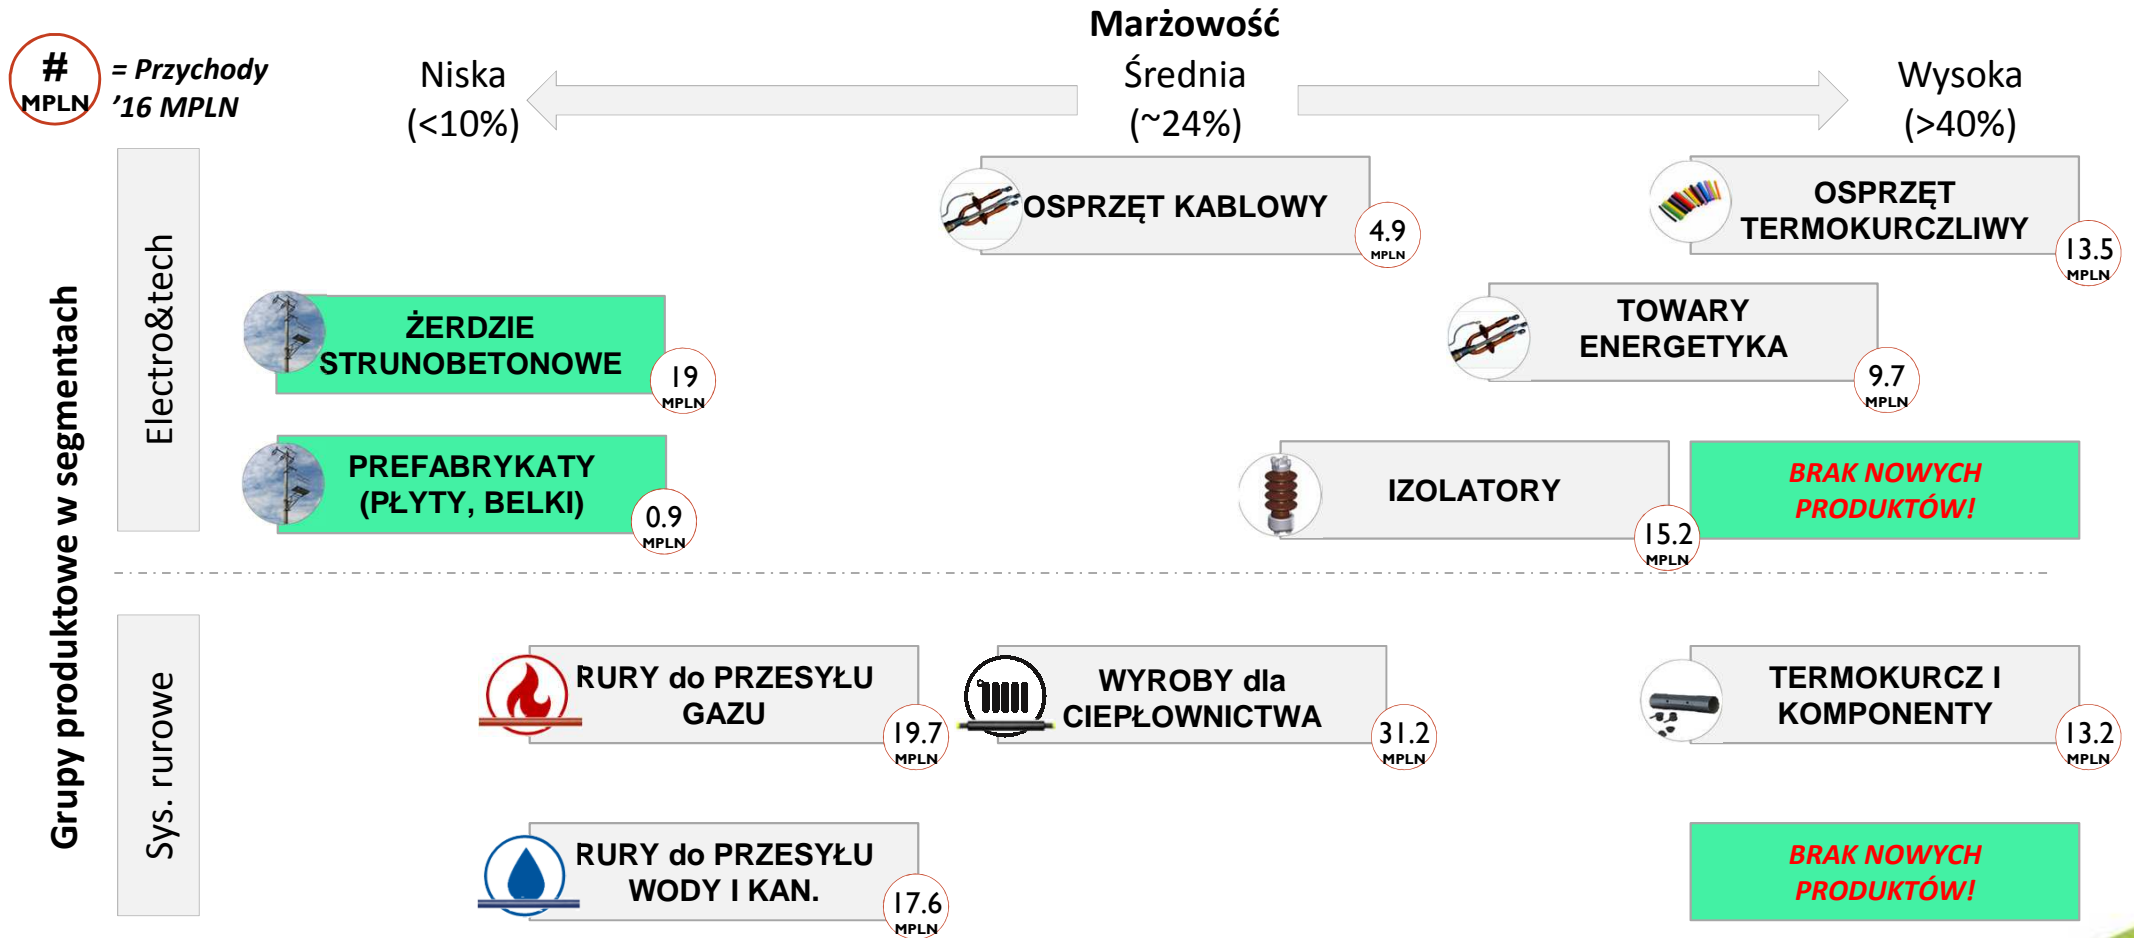 Marżowość
#
MPLN
= Przychody
’16 MPLN
Niska
(<10%)
Średnia
(~24%)
Wysoka
(>40%)
Grupy produktowe w segmentach
Electro&tech
OSPRZĘT KABLOWY
4.9
MPLN
OSPRZĘT
TERMOKURCZLIWY
13.5
MPLN
ŻERDZIE
STRUNOBETONOWE
19
MPLN
TOWARY
ENERGETYKA
9.7
MPLN
PREFABRYKATY
(PŁYTY, BELKI)
0.9
MPLN
IZOLATORY
15.2
MPLN
BRAK NOWYCH
PRODUKTÓW!
Sys. rurowe
RURY do PRZESYŁU
GAZU
19.7
MPLN
WYROBY dla
CIEPŁOWNICTWA
31.2
MPLN
TERMOKURCZ I
KOMPONENTY
13.2
MPLN
RURY do PRZESYŁU
WODY I KAN.
17.6
MPLN
BRAK NOWYCH
PRODUKTÓW!